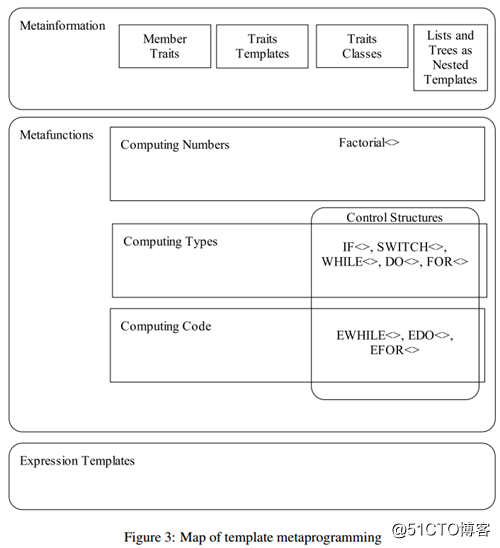 Metainformation
Member
Traits
Traits
Templates
Traits
Classes
Lists and
Trees as
Nested
Templates
Metafunctions
Computing Numbers
Factorial<>
Control Structures
Computing Types
IF<>, SWITCH<>,
WHILE<>, DO<>, FOR<>
Computing Code
EWHILE<>, EDO<>,
EFOR<>
Expression Templates
@51CTO博客
Figure 3: Map of template metaprogramming